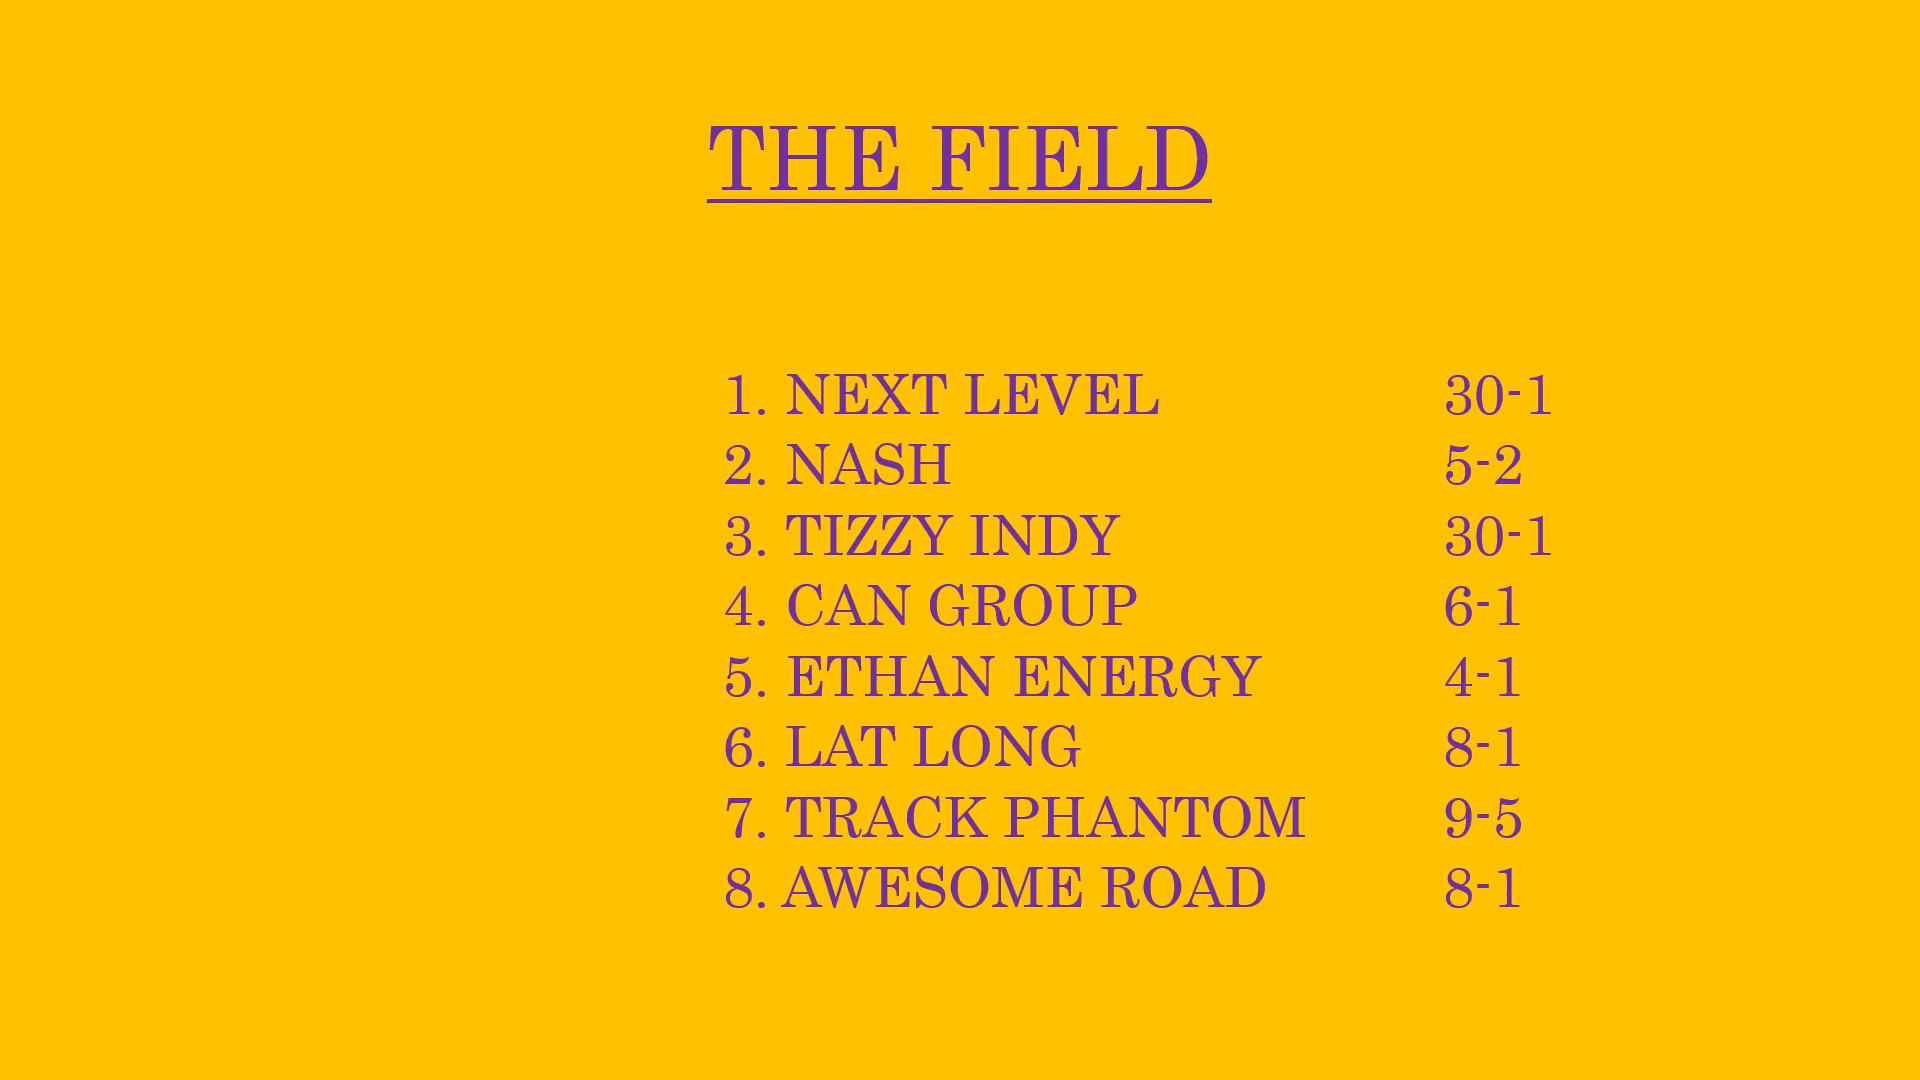 THE FIELD
1. NEXT LEVEL 30-1
2. NASH 5-2
3. TIZZY INDY 30-1
4. CAN GROUP 6-1
5. ETHAN ENERGY 4-1
6. LAT LONG 8-1
7. TRACK PHANTOM 9-5
8. AWESOME ROAD 8-1